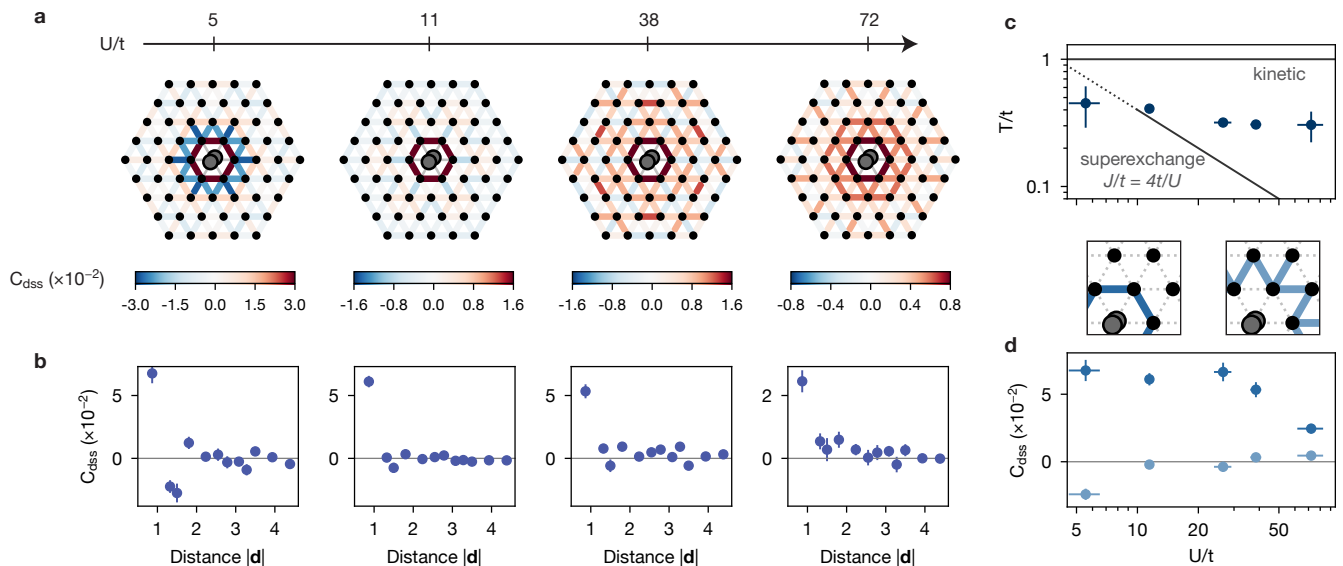 a
U/t
5
11
38
72
C_dss (×10⁻²)
-3.0 -1.5 0.0 1.5 3.0
-1.6 -0.8 0.0 0.8 1.6
-1.6 -0.8 0.0 0.8 1.6
-0.8 -0.4 0.0 0.4 0.8
b
C_dss (×10⁻²)
5
0
1 2 3 4
Distance |d|
5
0
1 2 3 4
Distance |d|
5
0
1 2 3 4
Distance |d|
2
0
1 2 3 4
Distance |d|
c
T/t
1
0.1
kinetic
superexchange
J/t = 4t/U
d
C_dss (×10⁻²)
5
0
5 10 50
U/t